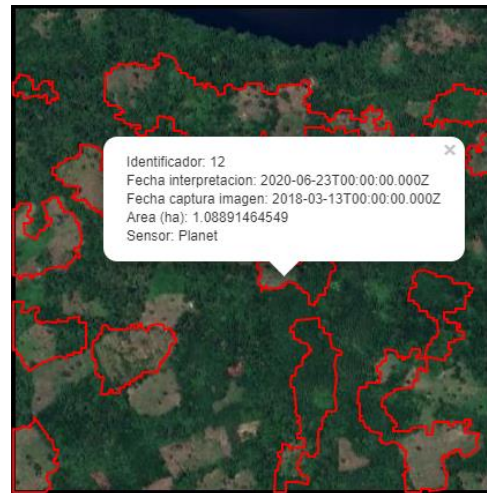 ×
Identificador: 12
Fecha interpretacion: 2020-06-23T00:00:00.000Z
Fecha captura imagen: 2018-03-13T00:00:00.000Z
Area (ha): 1.08891464549
Sensor: Planet